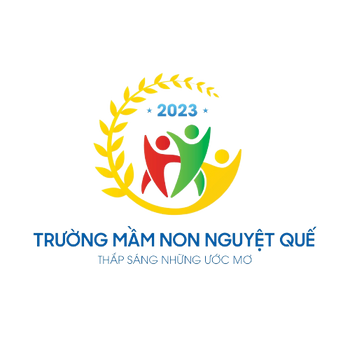 2023
TRƯỜNG MẦM NON NGUYỆT QUẾ
THẮP SÁNG NHỮNG ƯỚC MƠ